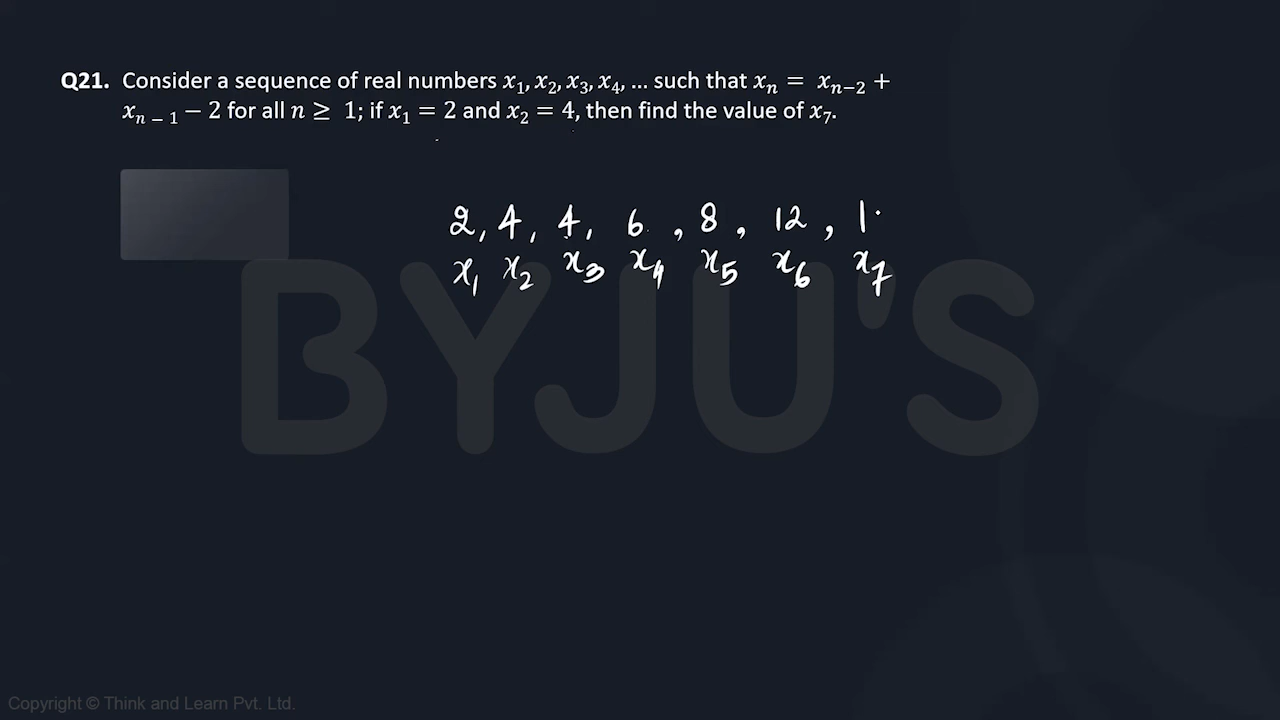 Q21. Consider a sequence of real numbers x₁, x₂, x₃, x₄, ... such that xₙ = xₙ₋₂ +
xₙ ₋ ₁ − 2 for all n ≥ 1; if x₁ = 2 and x₂ = 4, then find the value of x₇.
2, 4, 4, 6, 8, 12, 1
x₁ x₂ x₃ x₄ x₅ x₆ x₇
BYJU'S
Copyright © Think and Learn Pvt. Ltd.